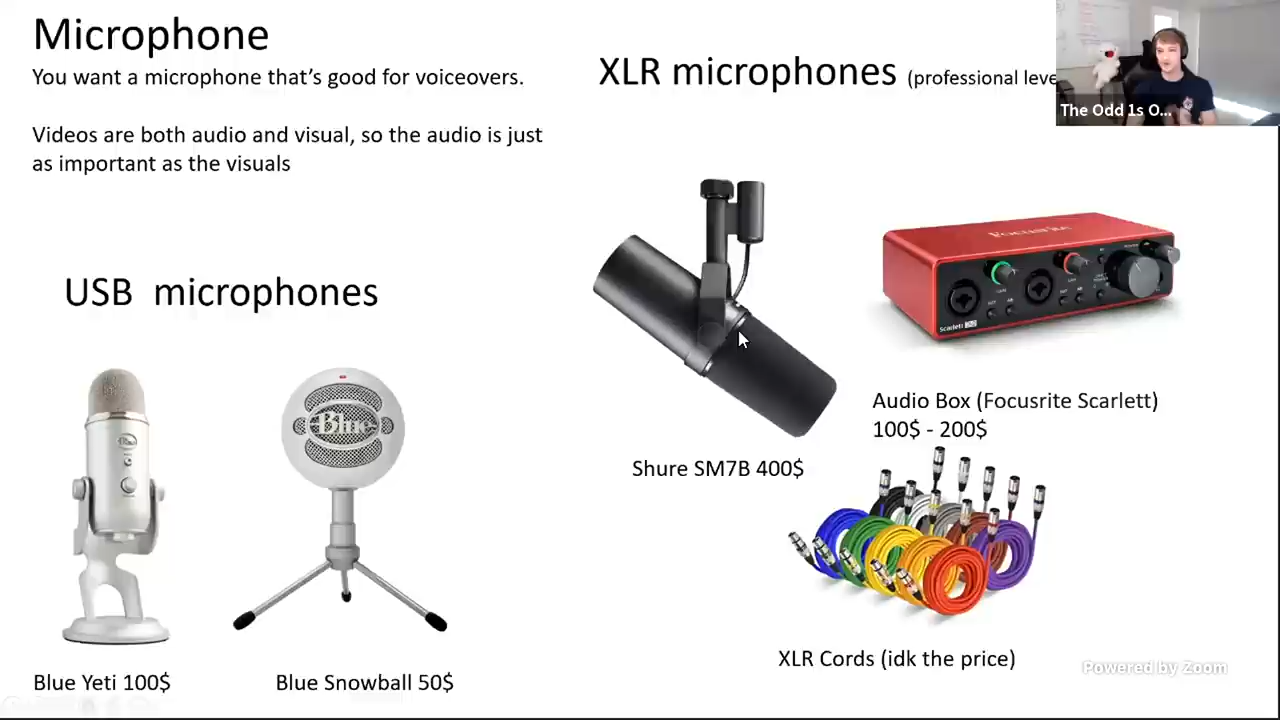 Microphone
You want a microphone that's good for voiceovers.
Videos are both audio and visual, so the audio is just
as important as the visuals
XLR microphones (professional leve
The Odd 1s O...
USB microphones
Blue
Focusrite
Scarlett 2i2
Audio Box (Focusrite Scarlett)
100$ - 200$
Shure SM7B 400$
XLR Cords (idk the price)
Blue Yeti 100$
Blue Snowball 50$
Powered by Zoom